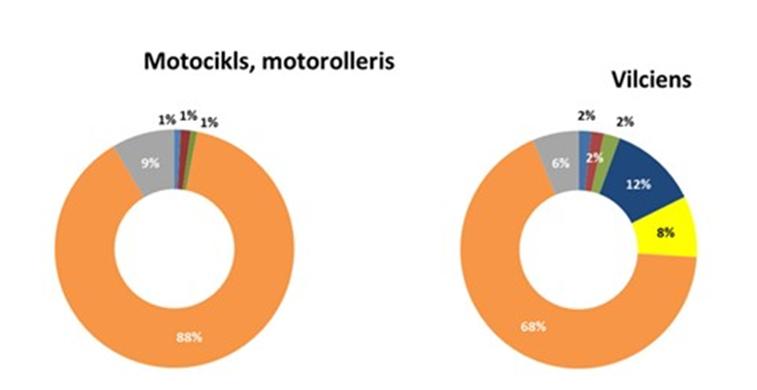 Motocikls, motorolleris
1% 1% 1%
9%
88%
Vilciens
2% 2%
6% 2%
12%
8%
68%